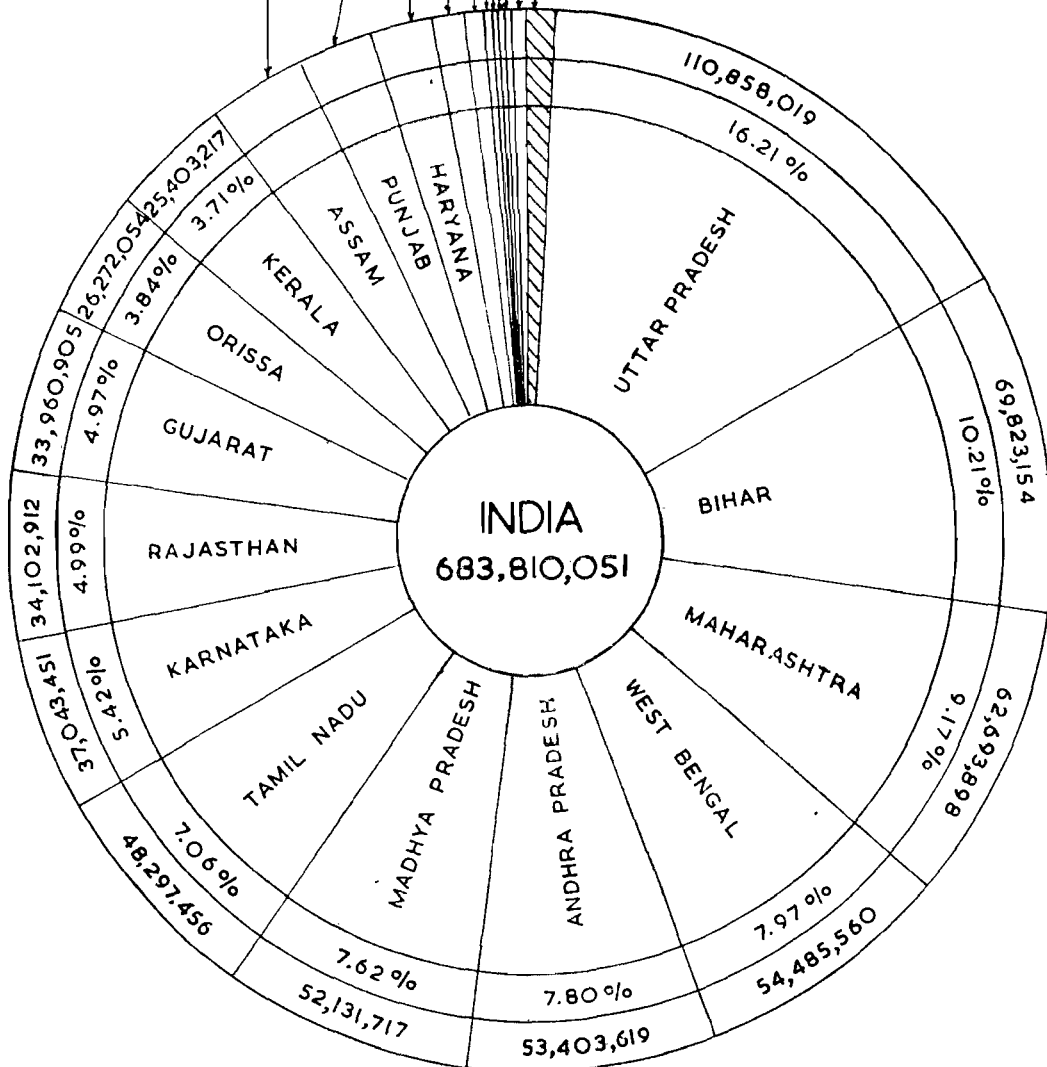 INDIA
683,810,051
UTTAR PRADESH
16.21%
110,858,019
BIHAR
10.21%
69,823,154
MAHARASHTRA
9.17%
62,693,898
WEST BENGAL
7.97%
54,485,560
ANDHRA PRADESH
7.80%
53,403,619
MADHYA PRADESH
7.62%
52,131,717
TAMIL NADU
7.06%
48,297,456
KARNATAKA
5.42%
37,043,451
RAJASTHAN
4.99%
34,102,912
GUJARAT
4.97%
33,960,905
ORISSA
3.84%
26,272,054
KERALA
3.71%
25,403,217
ASSAM
PUNJAB
HARYANA